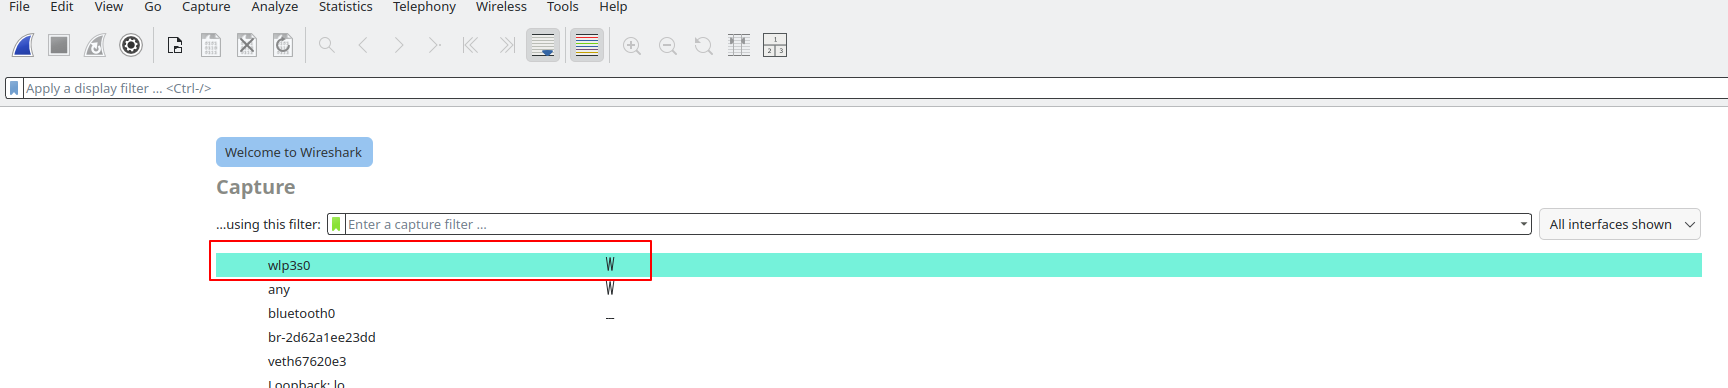 File Edit View Go Capture Analyze Statistics Telephony Wireless Tools Help
Apply a display filter ... <Ctrl-/>
Welcome to Wireshark
Capture
...using this filter: Enter a capture filter ... All interfaces shown
wlp3s0
any
bluetooth0
br-2d62a1ee23dd
veth67620e3
Loopback: lo